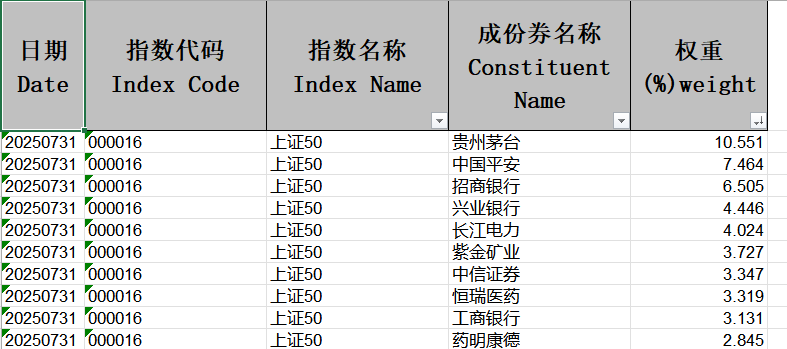 日期 指数代码 指数名称 成份券名称 权重
Date Index Code Index Name Constituent Name (%)weight
20250731 000016 上证50 贵州茅台 10.551
20250731 000016 上证50 中国平安 7.464
20250731 000016 上证50 招商银行 6.505
20250731 000016 上证50 兴业银行 4.446
20250731 000016 上证50 长江电力 4.024
20250731 000016 上证50 紫金矿业 3.727
20250731 000016 上证50 中信证券 3.347
20250731 000016 上证50 恒瑞医药 3.319
20250731 000016 上证50 工商银行 3.131
20250731 000016 上证50 药明康德 2.845